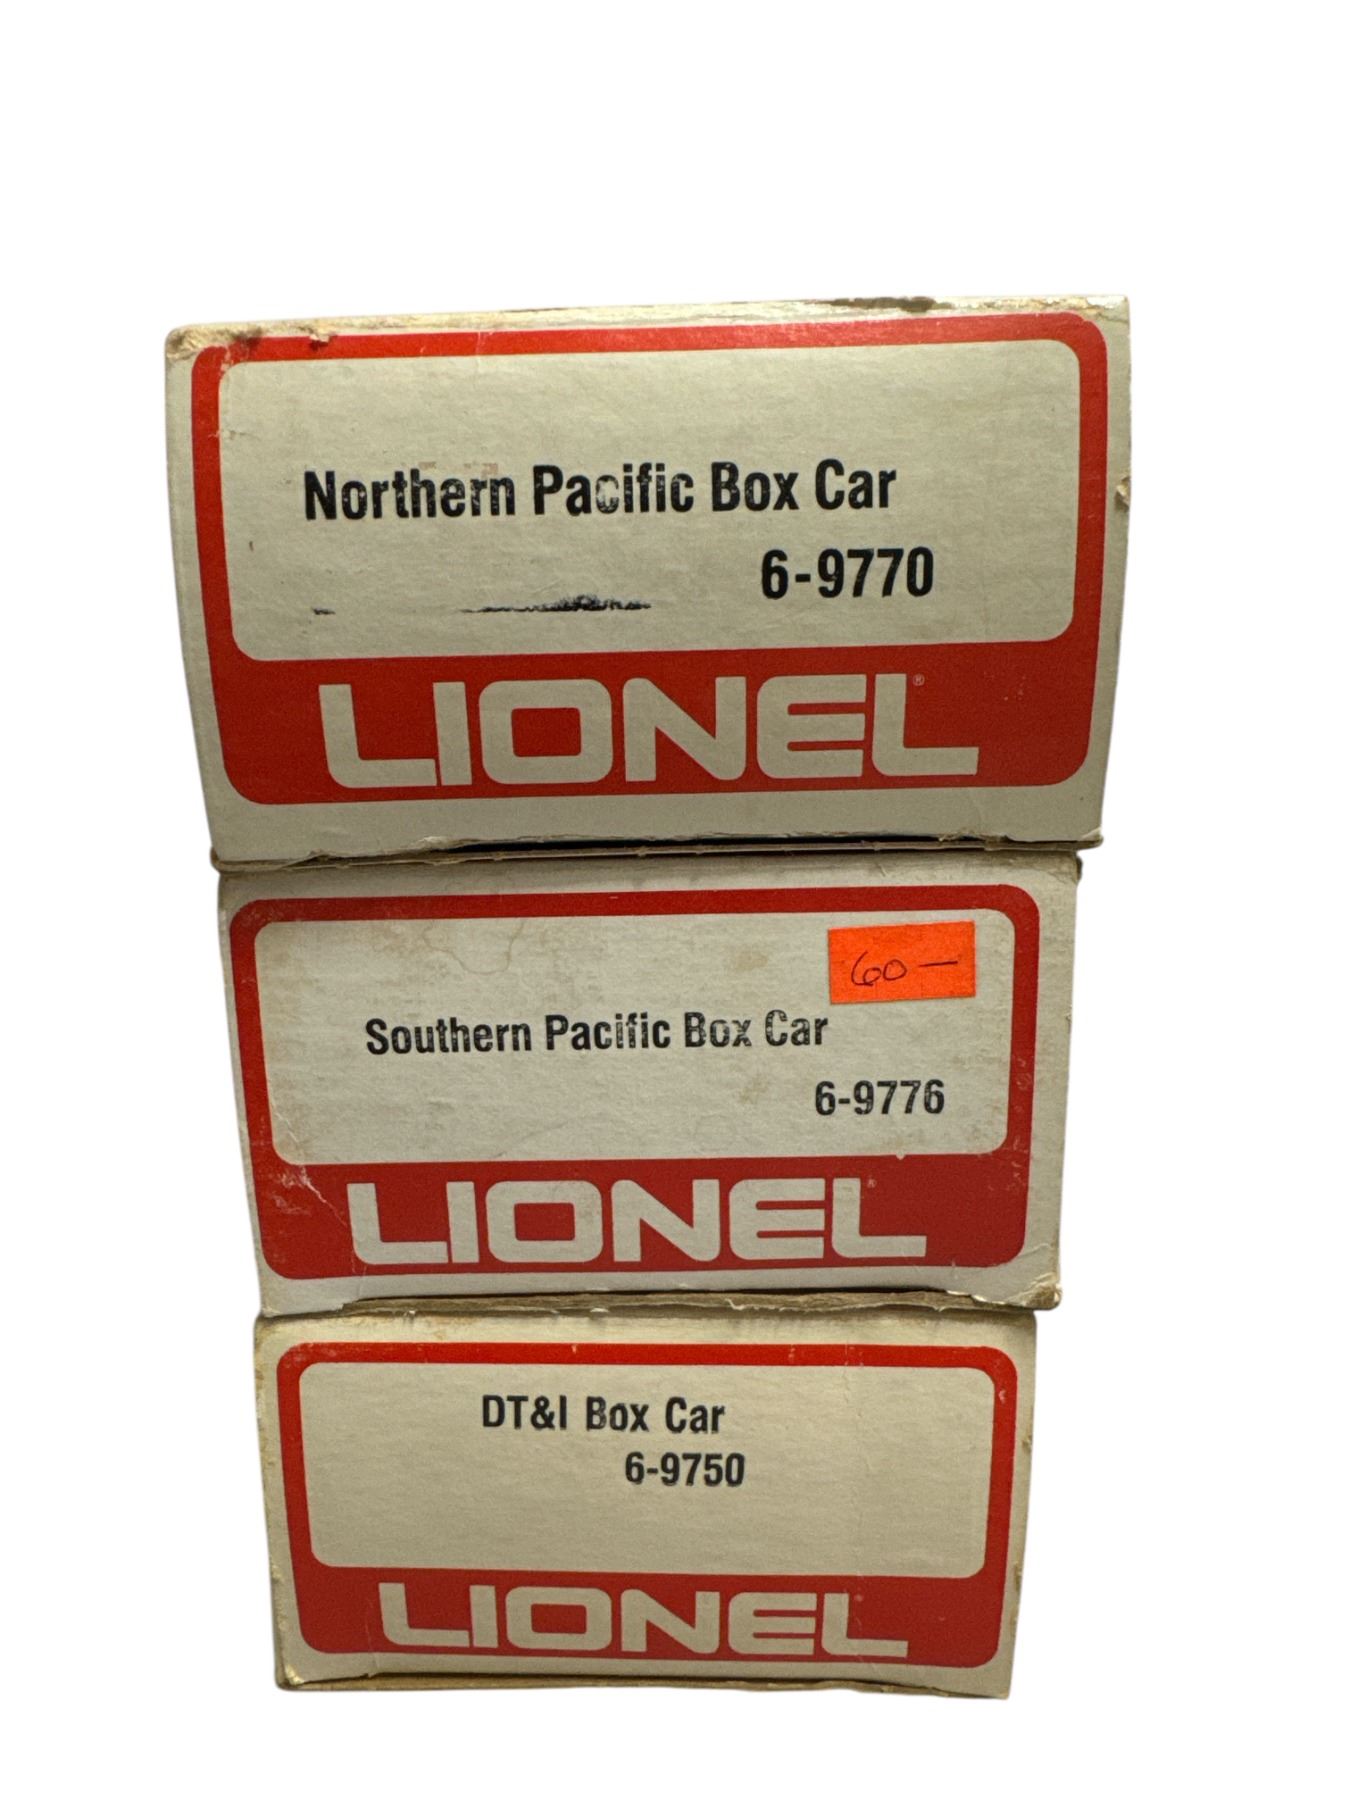 Northern Pacific Box Car
6-9770
LIONEL®
60—
Southern Pacific Box Car
6-9776
LIONEL®
DT&I Box Car
6-9750
LIONEL